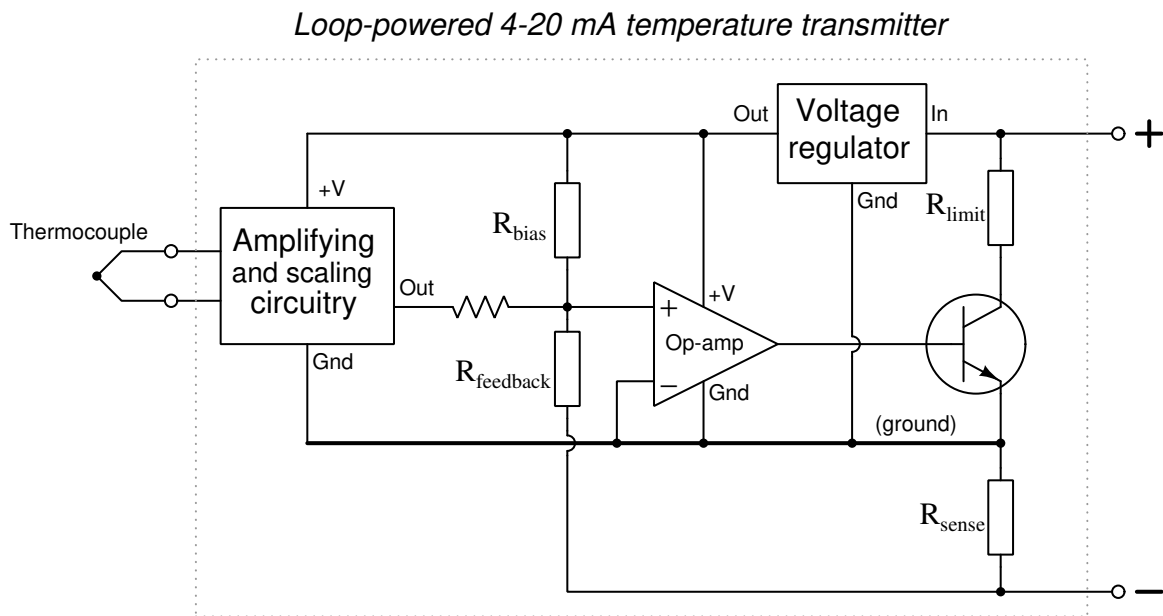 Loop-powered 4-20 mA temperature transmitter
Out
Voltage
regulator
In
+
Gnd
+V
Rbias
Rlimit
Thermocouple
Amplifying
and scaling
circuitry
Out
Gnd
+
+V
Op-amp
−
Gnd
Rfeedback
(ground)
Rsense
−